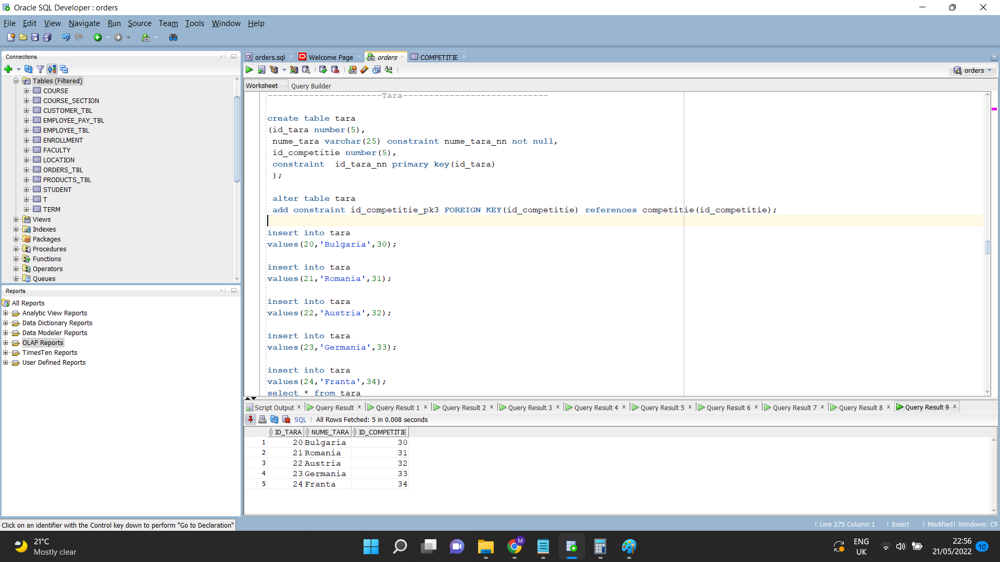 Oracle SQL Developer : orders
File Edit View Navigate Run Source Team Tools Window Help
Connections
Tables (Filtered)
COURSE
COURSE_SECTION
CUSTOMER_TBL
EMPLOYEE_PAY_TBL
EMPLOYEE_TBL
ENROLLMENT
FACULTY
LOCATION
ORDERS_TBL
PRODUCTS_TBL
STUDENT
T
TERM
Views
Indexes
Packages
Procedures
Functions
Operators
Queues
Reports
All Reports
Analytic View Reports
Data Dictionary Reports
Data Modeler Reports
OLAP Reports
TimesTen Reports
User Defined Reports
orders.sql Welcome Page orders COMPETITIE
orders
Worksheet Query Builder
----------------------Tara----------------------------
create table tara
(id_tara number(5),
nume_tara varchar(25) constraint nume_tara_nn not null,
id_competitie number(5),
constraint id_tara_nn primary key(id_tara)
);
alter table tara
add constraint id_competitie_pk3 FOREIGN KEY(id_competitie) references competitie(id_competitie);
insert into tara
values(20,'Bulgaria',30);
insert into tara
values(21,'Romania',31);
insert into tara
values(22,'Austria',32);
insert into tara
values(23,'Germania',33);
insert into tara
values(24,'Franta',34);
select * from tara
Script Output Query Result Query Result 1 Query Result 2 Query Result 3 Query Result 4 Query Result 5 Query Result 6 Query Result 7 Query Result 8 Query Result 9
SQL All Rows Fetched: 5 in 0.008 seconds
ID_TARA NUME_TARA ID_COMPETITIE
1 20 Bulgaria 30
2 21 Romania 31
3 22 Austria 32
4 23 Germania 33
5 24 Franta 34
Click on an identifier with the Control key down to perform "Go to Declaration"
Line 275 Column 1 Insert Modified Windows: CR
21°C
Mostly clear
M
ENG
UK
22:56
21/05/2022
10